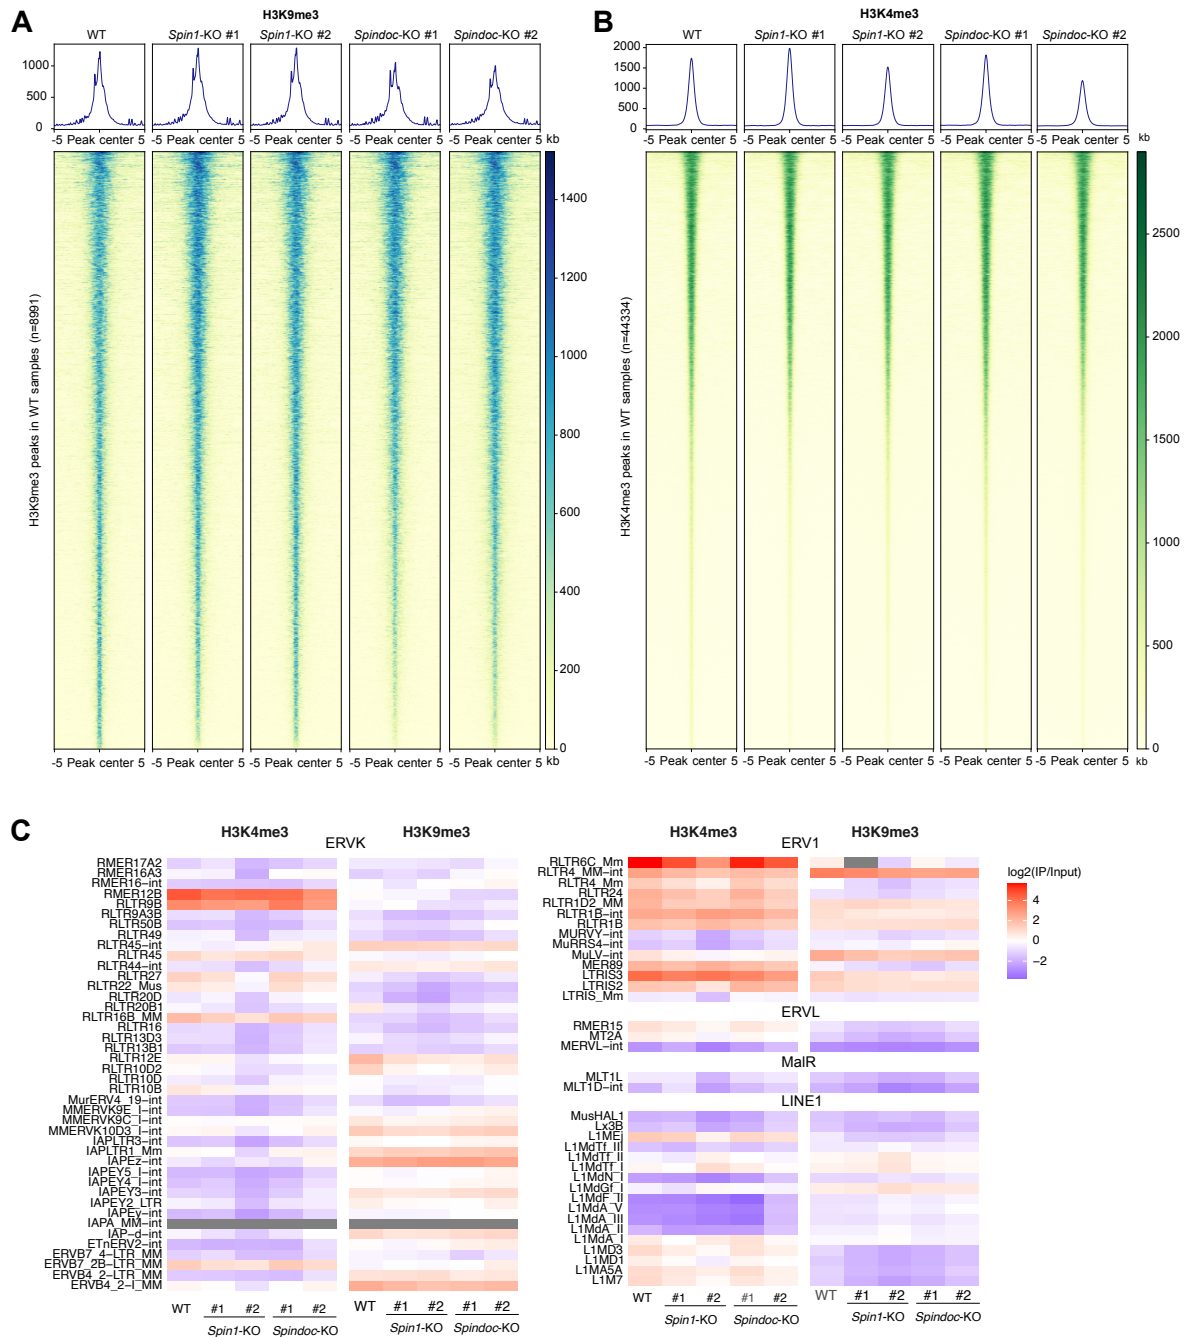 A
H3K9me3
WT
Spin1-KO #1
Spin1-KO #2
Spindoc-KO #1
Spindoc-KO #2
1000
500
0
-5 Peak center 5
-5 Peak center 5
-5 Peak center 5
-5 Peak center 5
-5 Peak center 5
kb
H3K9me3 peaks in WT samples (n=8991)
1400
1200
1000
800
600
400
200
0
-5 Peak center 5
-5 Peak center 5
-5 Peak center 5
-5 Peak center 5
-5 Peak center 5
kb
B
H3K4me3
WT
Spin1-KO #1
Spin1-KO #2
Spindoc-KO #1
Spindoc-KO #2
2000
1500
1000
500
0
-5 Peak center 5
-5 Peak center 5
-5 Peak center 5
-5 Peak center 5
-5 Peak center 5
kb
H3K4me3 peaks in WT samples (n=44334)
2500
2000
1500
1000
500
0
-5 Peak center 5
-5 Peak center 5
-5 Peak center 5
-5 Peak center 5
-5 Peak center 5
kb
C
H3K4me3
H3K9me3
ERVK
RMER17A2
RMER16A3
RMER16-int
RMER12B
RLTR9B
RLTR9A3B
RLTR50B
RLTR49
RLTR45-int
RLTR45
RLTR44-int
RLTR27
RLTR22_Mus
RLTR20D
RLTR20B1
RLTR16B_MM
RLTR16
RLTR13D3
RLTR13B1
RLTR12E
RLTR10D2
RLTR10D
RLTR10B
MurERV4_19-int
MMERVK9E_I-int
MMERVK9C_I-int
MMERVK10D3_I-int
IAPLTR3-int
IAPLTR1_Mm
IAPEz-int
IAPEY5_I-int
IAPEY4_I-int
IAPEY3-int
IAPEY2_LTR
IAPEy-int
IAPA_MM-int
IAP-d-int
ETnERV2-int
ERVB7_4-LTR_MM
ERVB7_2B-LTR_MM
ERVB4_2-LTR_MM
ERVB4_2-I_MM
WT
#1
#2
#1
#2
Spin1-KO
Spindoc-KO
WT
#1
#2
#1
#2
Spin1-KO
Spindoc-KO
H3K4me3
H3K9me3
ERV1
RLTR6C_Mm
RLTR4_MM-int
RLTR4_Mm
RLTR24
RLTR1D2_MM
RLTR1B-int
RLTR1B
MURVY-int
MuRRS4-int
MuLV-int
MER89
LTRIS3
LTRIS2
LTRIS_Mm
ERVL
RMER15
MT2A
MERVL-int
MalR
MLT1L
MLT1D-int
LINE1
MusHAL1
Lx3B
L1MEj
L1MdTf_III
L1MdTf_II
L1MdTf_I
L1MdN_I
L1MdGf_I
L1MdF_II
L1MdA_V
L1MdA_III
L1MdA_II
L1MdA_I
L1MD3
L1MD1
L1MA5A
L1M7
WT
#1
#2
#1
#2
Spin1-KO
Spindoc-KO
WT
#1
#2
#1
#2
Spin1-KO
Spindoc-KO
log2(IP/Input)
4
2
0
−2